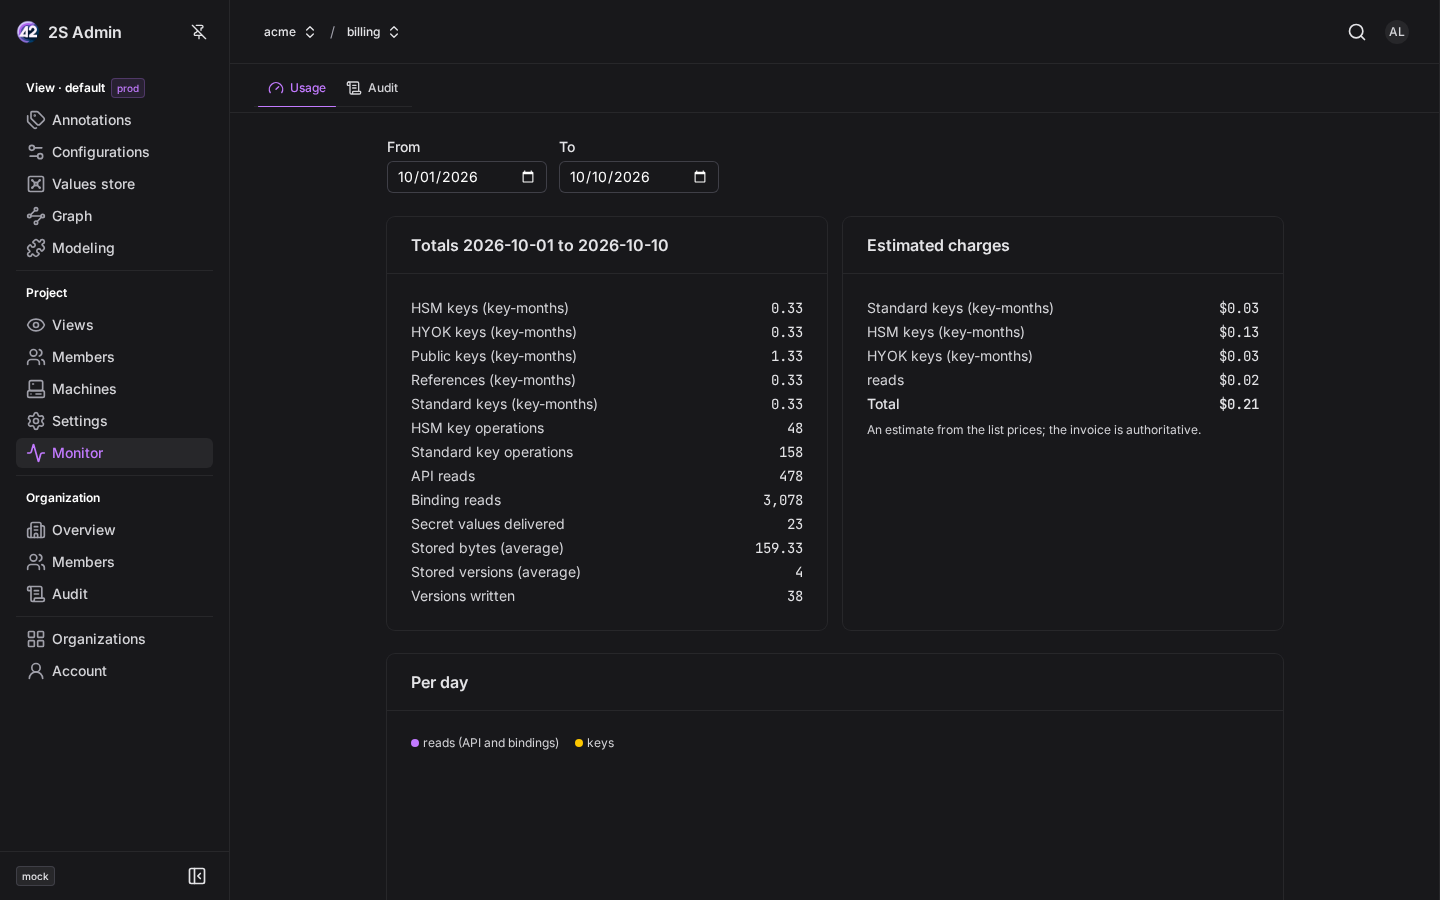 2S Admin
acme / billing
AL
Usage
Audit
View · default prod
Annotations
Configurations
Values store
Graph
Modeling
Project
Views
Members
Machines
Settings
Monitor
Organization
Overview
Members
Audit
Organizations
Account
mock
From
To
10/01/2026
10/10/2026
Totals 2026-10-01 to 2026-10-10
HSM keys (key-months) 0.33
HYOK keys (key-months) 0.33
Public keys (key-months) 1.33
References (key-months) 0.33
Standard keys (key-months) 0.33
HSM key operations 48
Standard key operations 158
API reads 478
Binding reads 3,078
Secret values delivered 23
Stored bytes (average) 159.33
Stored versions (average) 4
Versions written 38
Estimated charges
Standard keys (key-months) $0.03
HSM keys (key-months) $0.13
HYOK keys (key-months) $0.03
reads $0.02
Total $0.21
An estimate from the list prices; the invoice is authoritative.
Per day
reads (API and bindings) keys